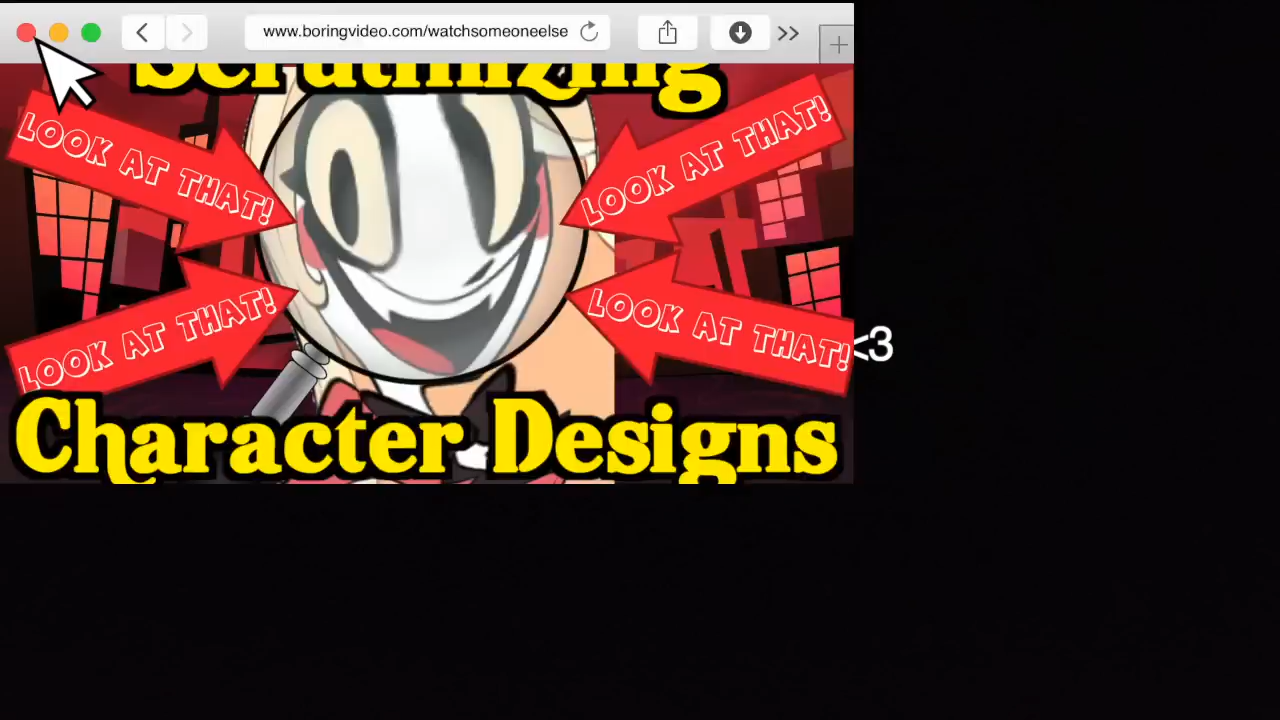 www.boringvideo.com/watchsomeoneelse
Scrutinizing
LOOK AT THAT!
LOOK AT THAT!
LOOK AT THAT!
LOOK AT THAT!
<3
Character Designs